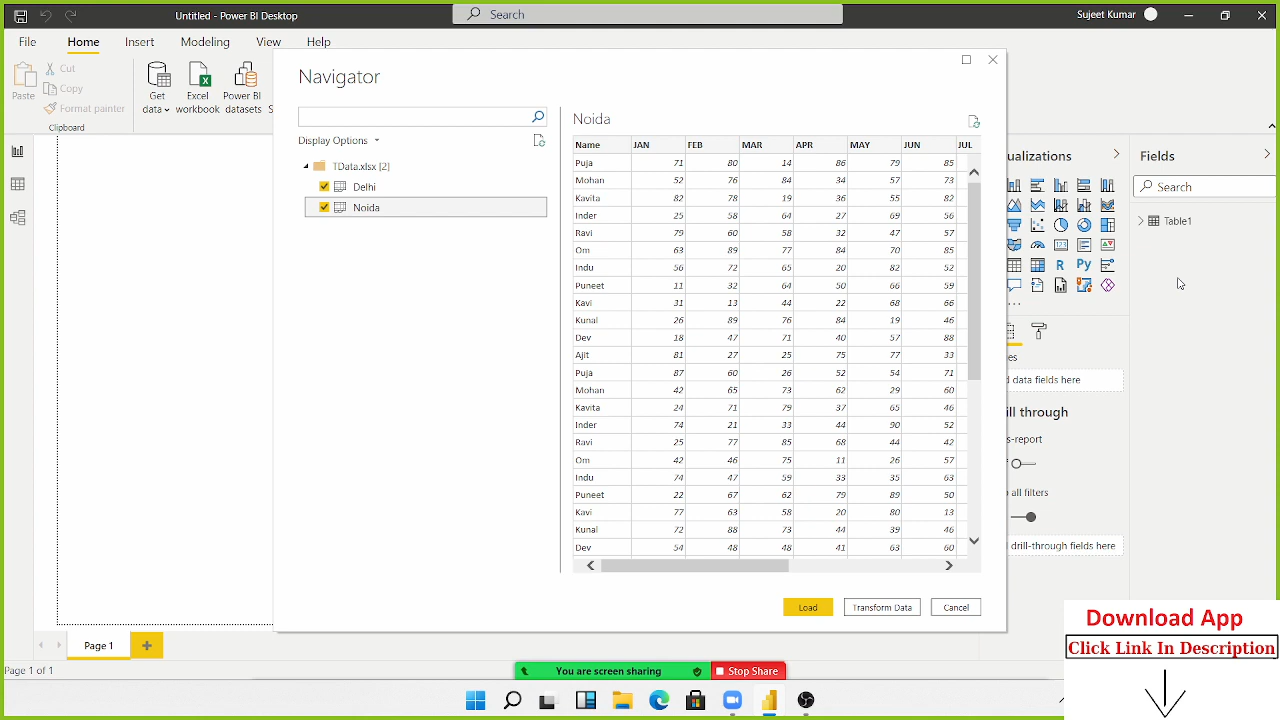 Untitled - Power BI Desktop
Search
Sujeet Kumar
File Home Insert Modeling View Help
Paste
Cut
Copy
Format painter
Clipboard
Get data
Excel workbook
Power BI datasets
Navigator
Display Options
TData.xlsx [2]
Delhi
Noida
Noida
Name JAN FEB MAR APR MAY JUN JUL
Puja 71 80 14 86 79 85
Mohan 52 76 84 34 57 73
Kavita 82 78 19 36 55 82
Inder 25 58 64 27 69 56
Ravi 79 60 58 32 47 57
Om 63 89 77 84 70 85
Indu 56 72 65 20 82 52
Puneet 11 32 64 50 66 59
Kavi 31 13 44 22 68 66
Kunal 26 89 76 84 19 46
Dev 18 47 71 40 57 88
Ajit 81 27 25 75 77 33
Puja 87 60 26 52 54 71
Mohan 42 65 73 62 29 60
Kavita 24 71 79 37 65 46
Inder 74 21 33 44 90 52
Ravi 25 77 85 68 44 42
Om 42 46 75 11 26 57
Indu 74 47 59 33 35 63
Puneet 22 67 62 79 89 50
Kavi 77 63 58 20 80 13
Kunal 72 88 73 44 39 46
Dev 54 48 48 41 63 60
Load
Transform Data
Cancel
ualizations
R Py
123
es
d data fields here
ill through
s-report
all filters
drill-through fields here
Fields
Search
Table1
Page 1
Page 1 of 1
You are screen sharing
Stop Share
Download App
Click Link In Description